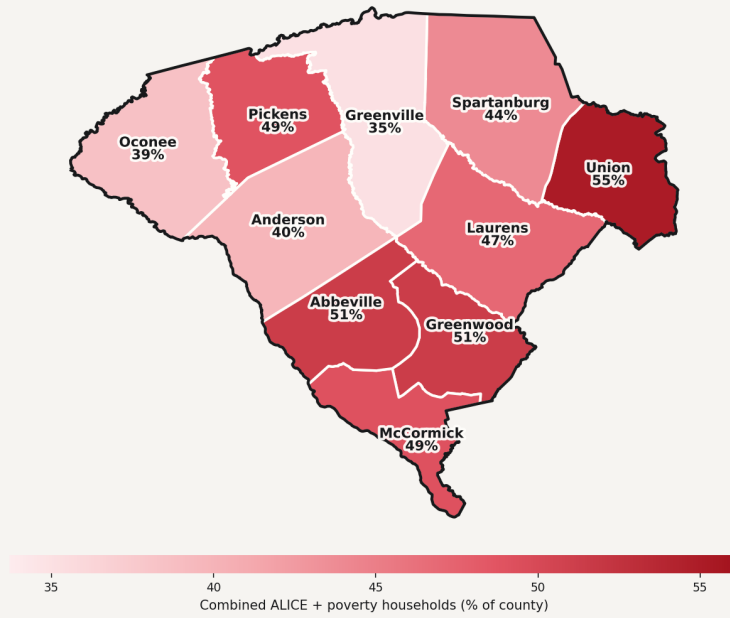 Spartanburg
44%
Pickens
49%
Greenville
35%
Oconee
39%
Union
55%
Anderson
40%
Laurens
47%
Abbeville
51%
Greenwood
51%
McCormick
49%
35 40 45 50 55
Combined ALICE + poverty households (% of county)